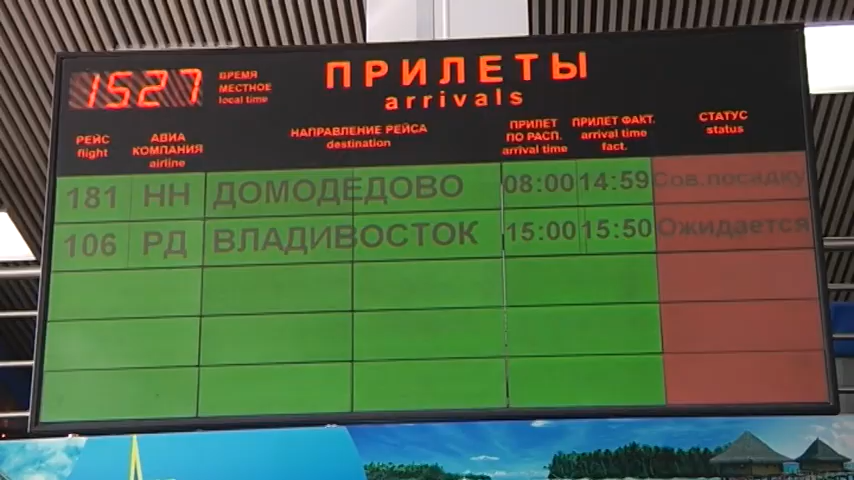 1527 ВРЕМЯ МЕСТНОЕ local time
ПРИЛЕТЫ
arrivals
РЕЙС flight
АВИА КОМПАНИЯ airline
НАПРАВЛЕНИЕ РЕЙСА destination
ПРИЛЕТ ПО РАСП. arrival time
ПРИЛЕТ ФАКТ. arrival time fact.
СТАТУС status
181 НН ДОМОДЕДОВО 08:00 14:59 Сов.посадку
106 РД ВЛАДИВОСТОК 15:00 15:50 Ожидается